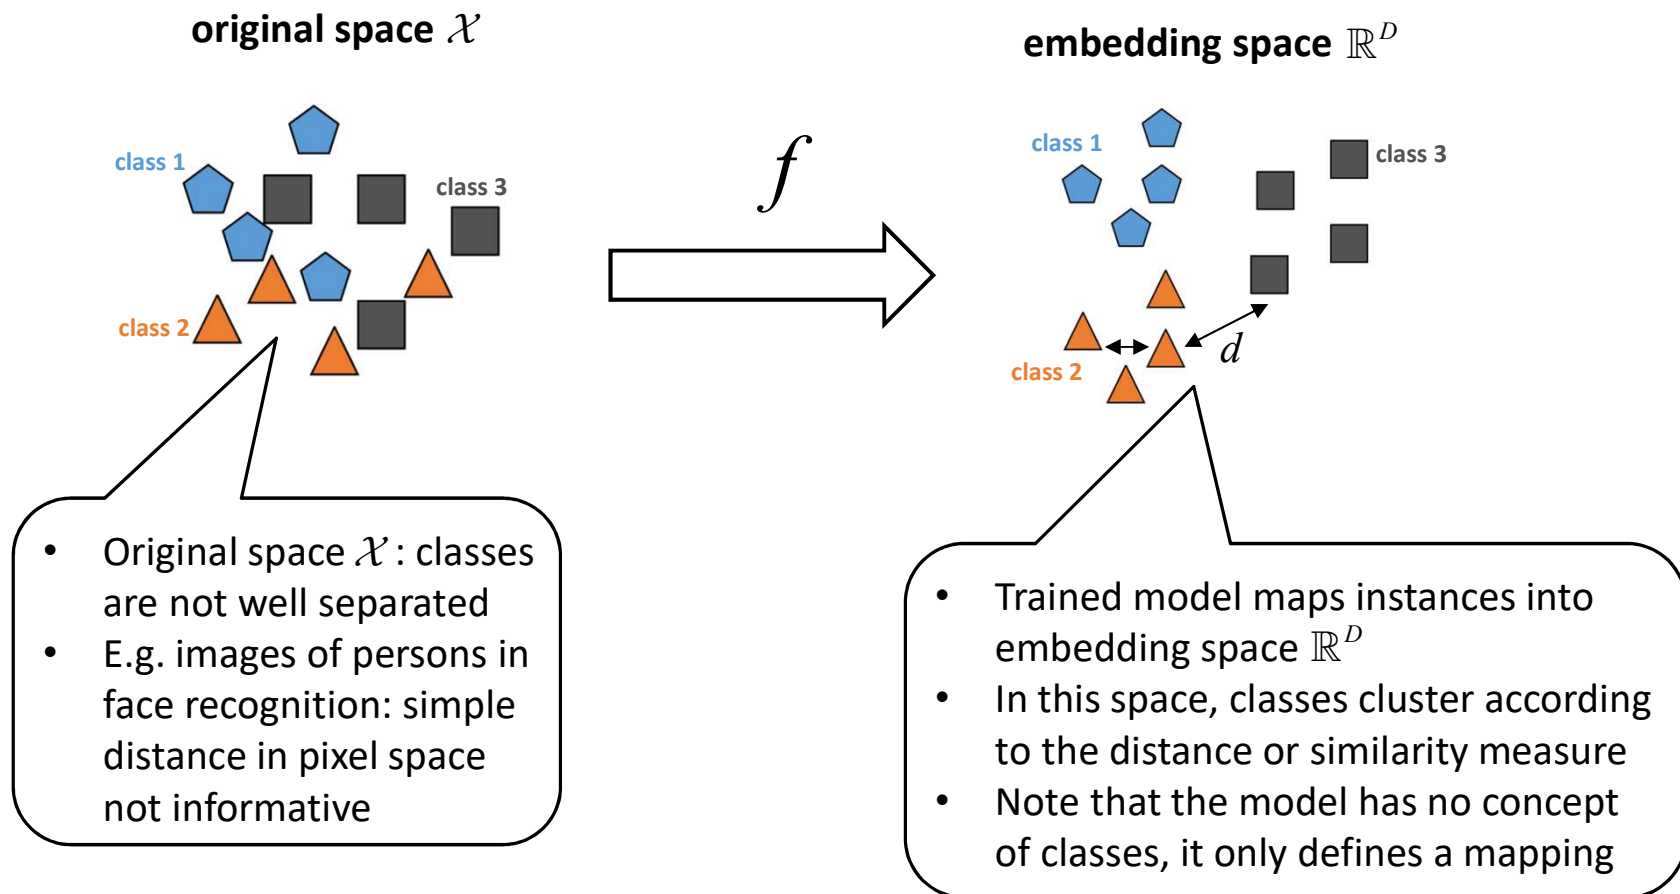 original space 𝒳
embedding space ℝᴰ
class 1
class 3
class 2
f
class 1
class 3
class 2
d
• Original space 𝒳 : classes
are not well separated
• E.g. images of persons in
face recognition: simple
distance in pixel space
not informative
• Trained model maps instances into
embedding space ℝᴰ
• In this space, classes cluster according
to the distance or similarity measure
• Note that the model has no concept
of classes, it only defines a mapping